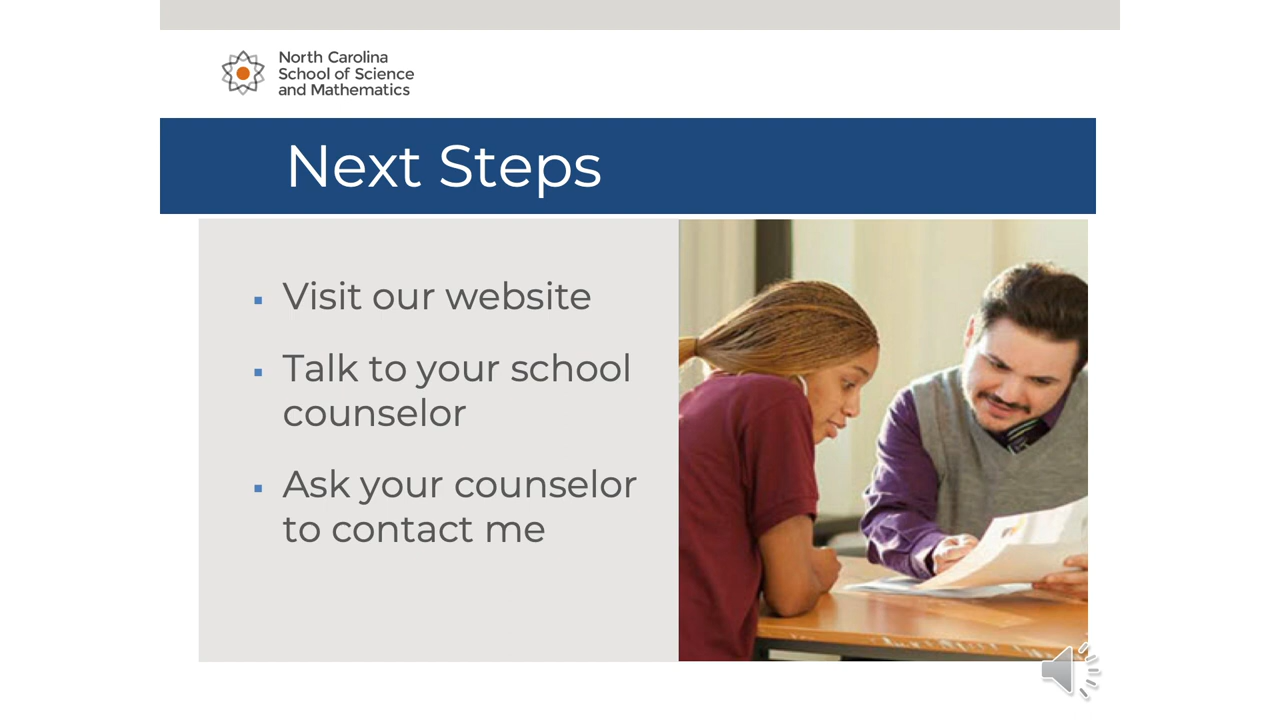 North Carolina
School of Science
and Mathematics
Next Steps
Visit our website
Talk to your school
counselor
Ask your counselor
to contact me